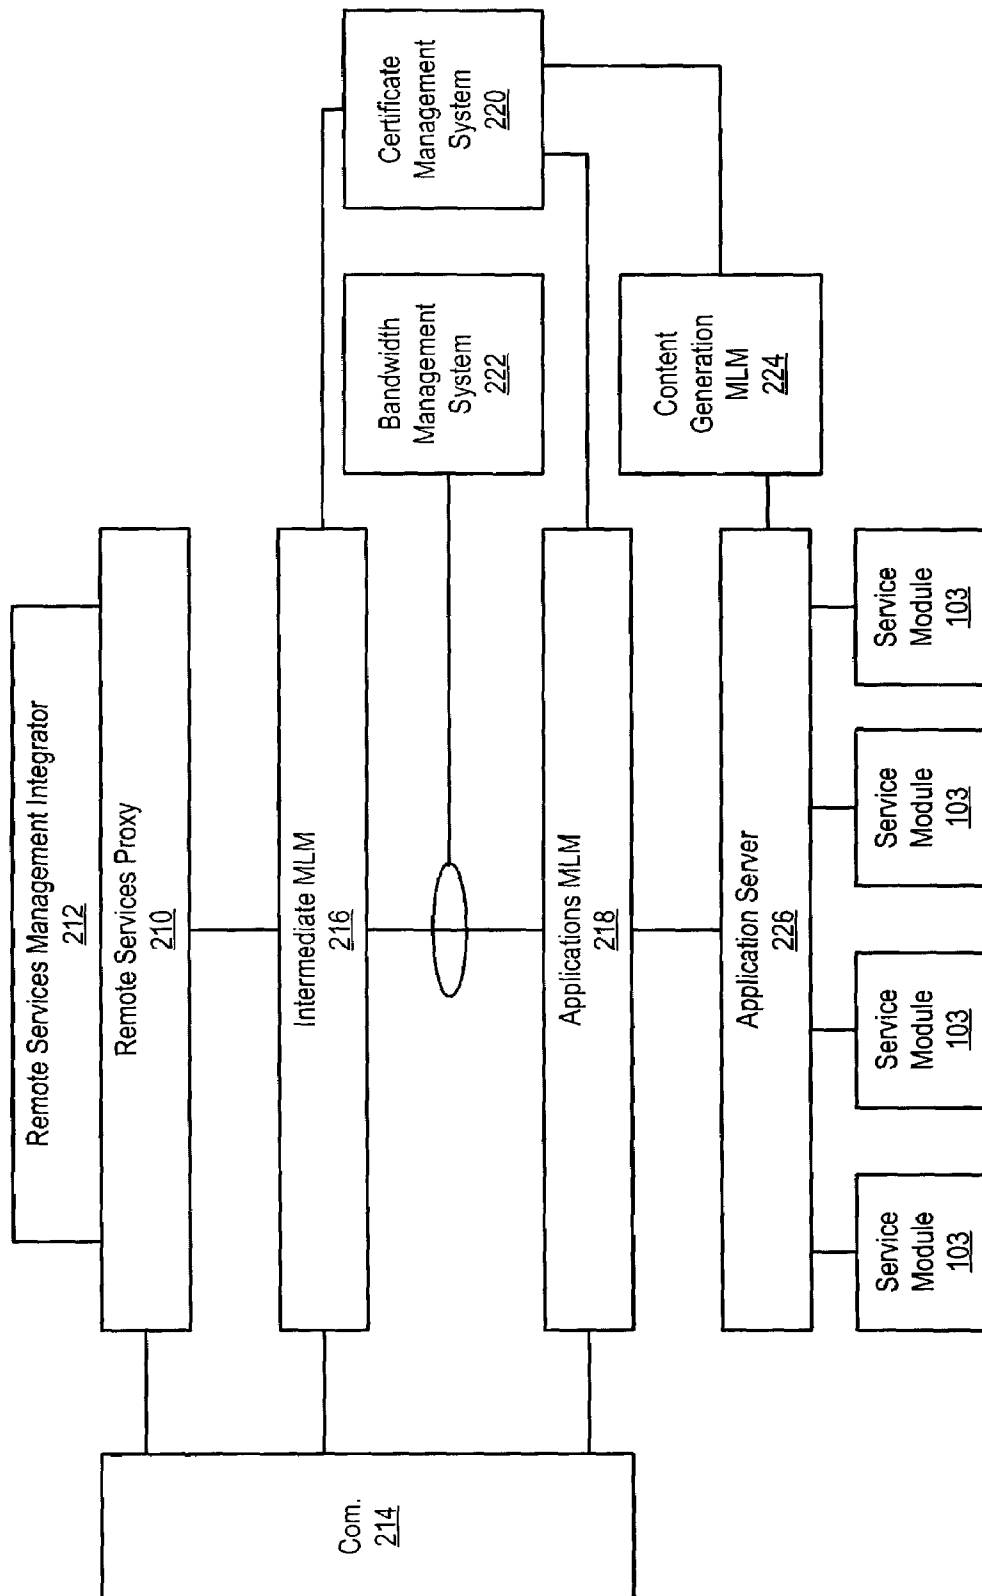 Remote Services Management Integrator
212
Remote Services Proxy
210
Com.
214
Intermediate MLM
216
Certificate
Management
System
220
Bandwidth
Management
System
222
Applications MLM
218
Content
Generation
MLM
224
Application Server
226
Service
Module
103
Service
Module
103
Service
Module
103
Service
Module
103